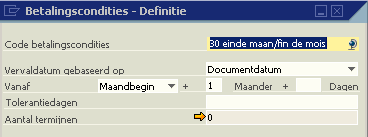 Betalingscondities - Definitie
Code betalingscondities 30 einde maan/fin de mois
Vervaldatum gebaseerd op Documentdatum
Vanaf Maandbegin + 1 Maander + Dagen
Tolerantiedagen
Aantal termijnen 0